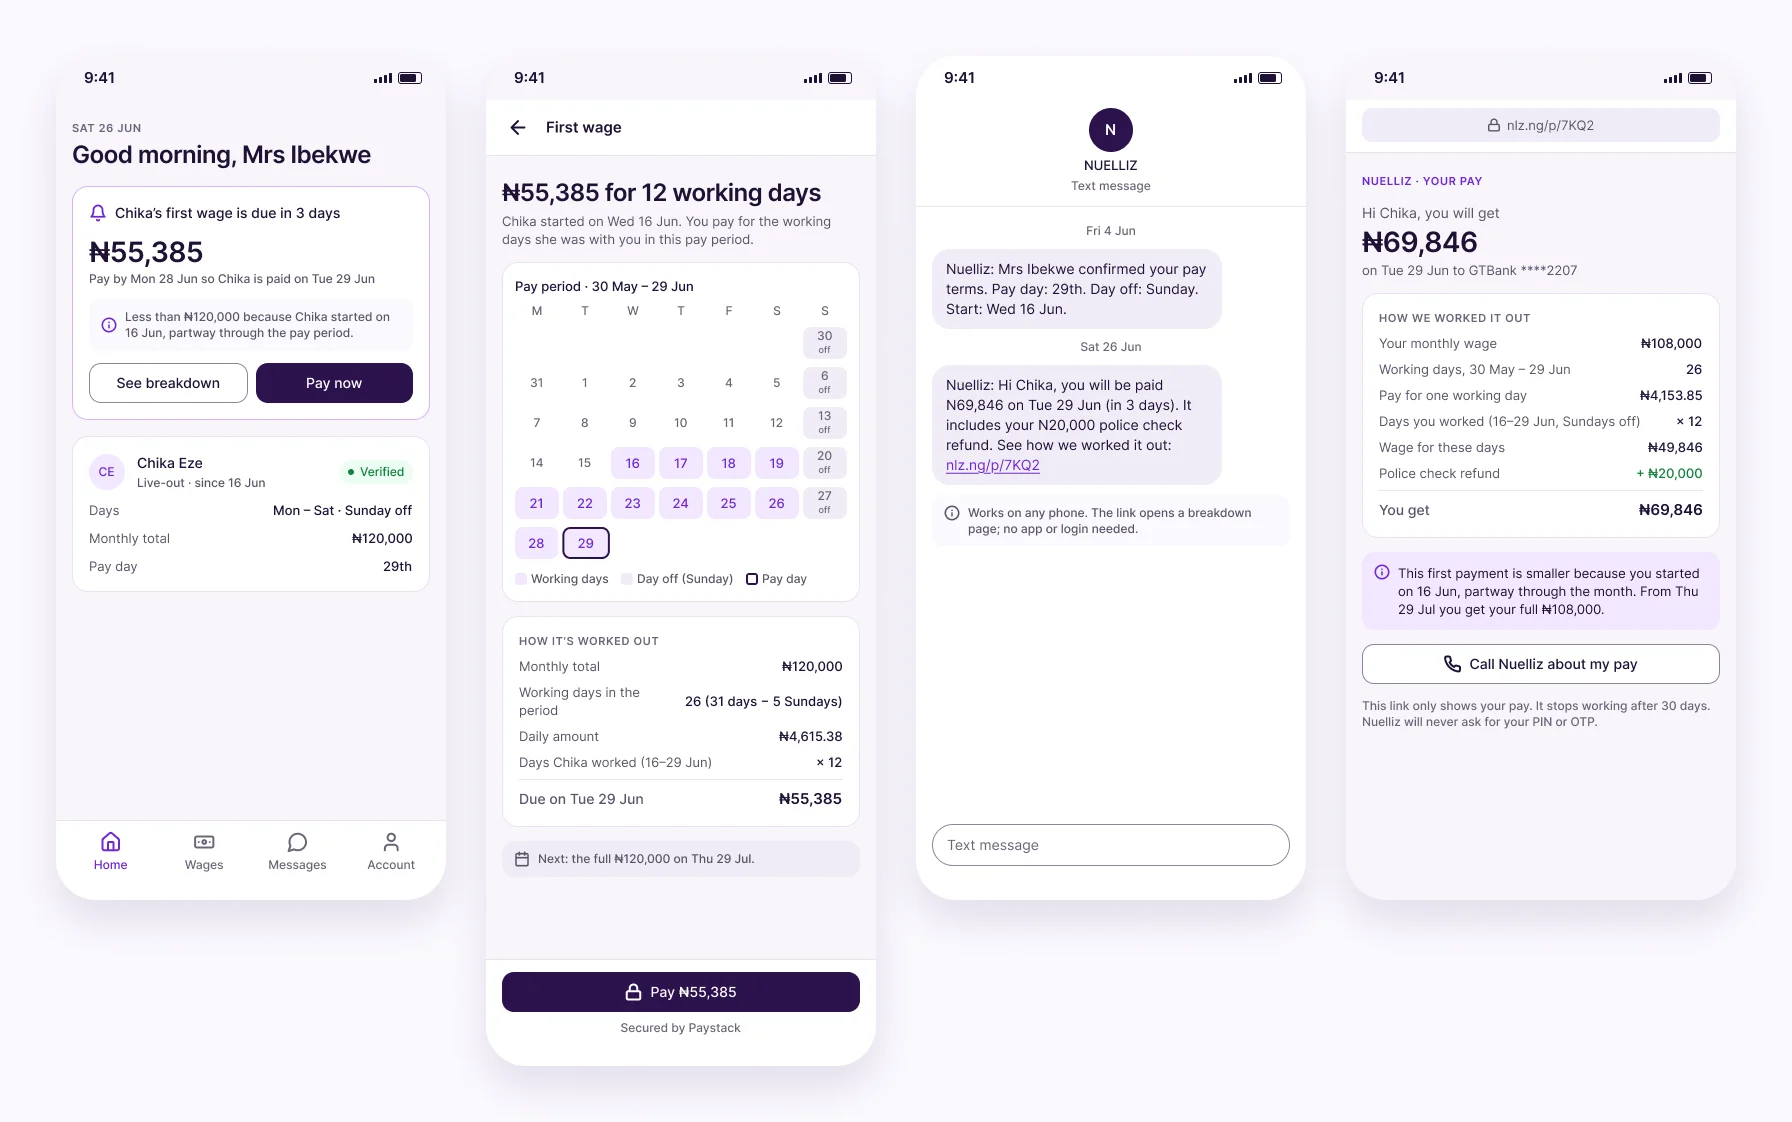 9:41
SAT 26 JUN
Good morning, Mrs Ibekwe
Chika’s first wage is due in 3 days
₦55,385
Pay by Mon 28 Jun so Chika is paid on Tue 29 Jun
Less than ₦120,000 because Chika started on
16 Jun, partway through the pay period.
See breakdown
Pay now
CE
Chika Eze
Live-out · since 16 Jun
Verified
Days
Mon – Sat · Sunday off
Monthly total
₦120,000
Pay day
29th
Home
Wages
Messages
Account
9:41
First wage
₦55,385 for 12 working days
Chika started on Wed 16 Jun. You pay for the working
days she was with you in this pay period.
Pay period · 30 May – 29 Jun
M T W T F S S
30
off
31 1 2 3 4 5 6
off
7 8 9 10 11 12 13
off
14 15 16 17 18 19 20
off
21 22 23 24 25 26 27
off
28 29
Working days
Day off (Sunday)
Pay day
HOW IT’S WORKED OUT
Monthly total
₦120,000
Working days in the
period
26 (31 days − 5 Sundays)
Daily amount
₦4,615.38
Days Chika worked (16–29 Jun)
× 12
Due on Tue 29 Jun
₦55,385
Next: the full ₦120,000 on Thu 29 Jul.
Pay ₦55,385
Secured by Paystack
9:41
N
NUELLIZ
Text message
Fri 4 Jun
Nuelliz: Mrs Ibekwe confirmed your pay
terms. Pay day: 29th. Day off: Sunday.
Start: Wed 16 Jun.
Sat 26 Jun
Nuelliz: Hi Chika, you will be paid
N69,846 on Tue 29 Jun (in 3 days). It
includes your N20,000 police check
refund. See how we worked it out:
nlz.ng/p/7KQ2
Works on any phone. The link opens a breakdown
page; no app or login needed.
Text message
9:41
nlz.ng/p/7KQ2
NUELLIZ · YOUR PAY
Hi Chika, you will get
₦69,846
on Tue 29 Jun to GTBank ****2207
HOW WE WORKED IT OUT
Your monthly wage
₦108,000
Working days, 30 May – 29 Jun
26
Pay for one working day
₦4,153.85
Days you worked (16–29 Jun, Sundays off)
× 12
Wage for these days
₦49,846
Police check refund
+ ₦20,000
You get
₦69,846
This first payment is smaller because you started
on 16 Jun, partway through the month. From Thu
29 Jul you get your full ₦108,000.
Call Nuelliz about my pay
This link only shows your pay. It stops working after 30 days.
Nuelliz will never ask for your PIN or OTP.